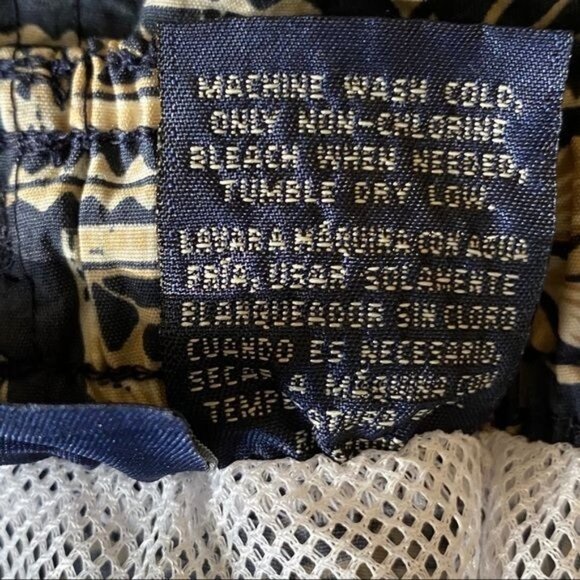 MACHINE WASH COLD,
ONLY NON-CHLORINE
BLEACH WHEN NEEDED,
TUMBLE DRY LOW.
LAVAR A MÁQUINA CON AGUA
FRÍA, USAR SOLAMENTE
BLANQUEADOR SIN CLORO
CUANDO ES NECESARIO,
SECAR A MÁQUINA CON